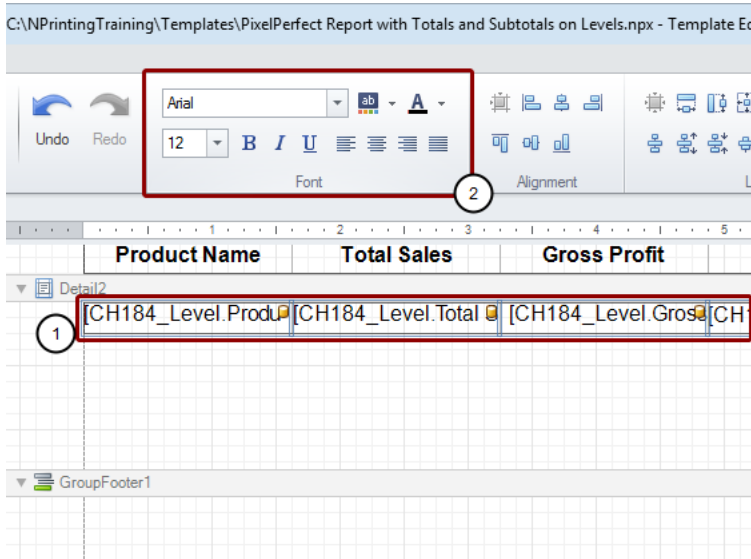 C:\NPrintingTraining\Templates\PixelPerfect Report with Totals and Subtotals on Levels.npx - Template Ed
Arial
ab
A
Undo
Redo
12
B I U
Font
2
Alignment
L
1 2 3 4 5
Product Name Total Sales Gross Profit
Detail2
[CH184_Level.Produ [CH184_Level.Total [CH184_Level.Gros [CH1
1
GroupFooter1